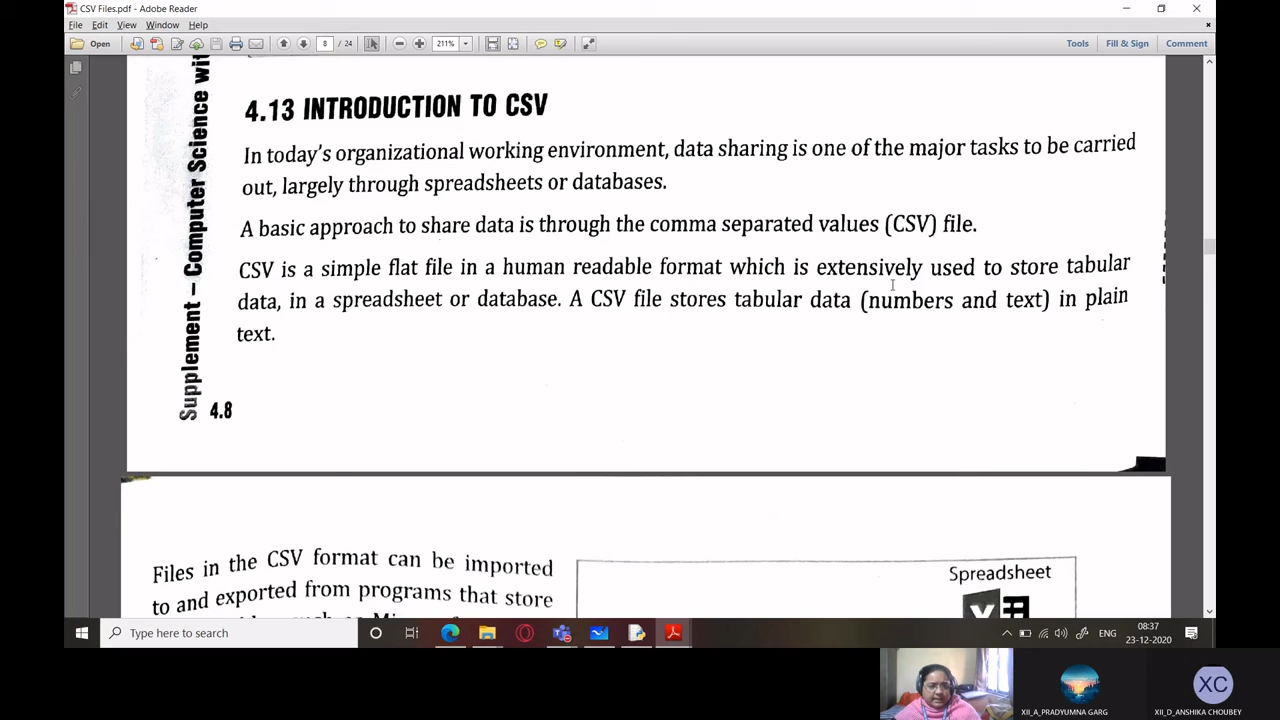 CSV Files.pdf - Adobe Reader
File Edit View Window Help
Open 8 / 24 211% Tools Fill & Sign Comment
Supplement – Computer Science
4.13 INTRODUCTION TO CSV
In today's organizational working environment, data sharing is one of the major tasks to be carried
out, largely through spreadsheets or databases.
A basic approach to share data is through the comma separated values (CSV) file.
CSV is a simple flat file in a human readable format which is extensively used to store tabular
data, in a spreadsheet or database. A CSV file stores tabular data (numbers and text) in plain
text.
4.8
Files in the CSV format can be imported
to and exported from programs that store
Spreadsheet
Type here to search
ENG
08:37
23-12-2020
XC
XII_A_PRADYUMNA GARG
XII_D_ANSHIKA CHOUBEY